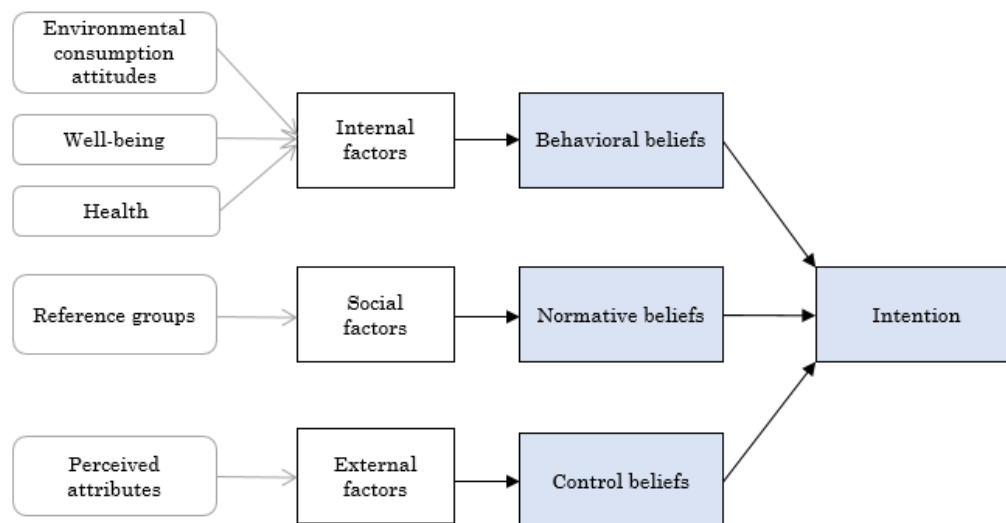 Environmental
consumption
attitudes
Well-being
Health
Internal
factors
Behavioral beliefs
Reference groups
Social
factors
Normative beliefs
Intention
Perceived
attributes
External
factors
Control beliefs